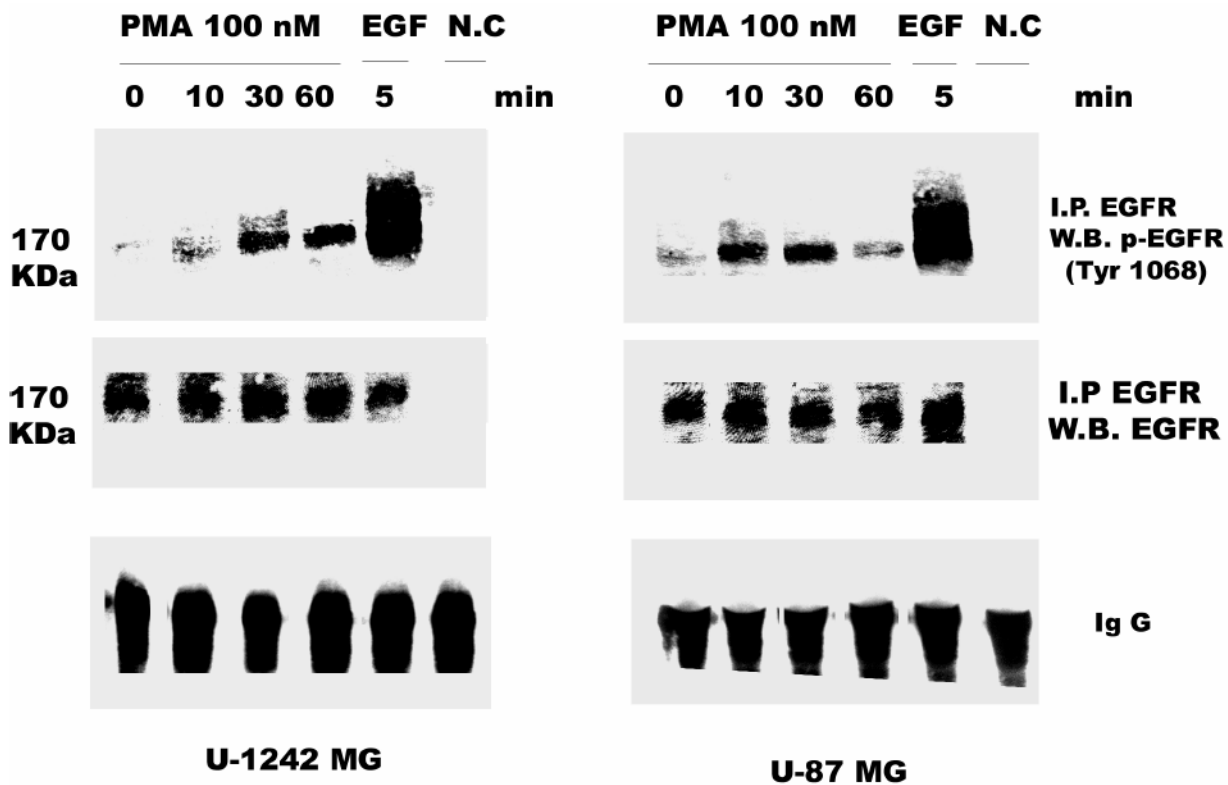 PMA 100 nM EGF N.C PMA 100 nM EGF N.C
0 10 30 60 5 min 0 10 30 60 5 min
170
KDa
I.P. EGFR
W.B. p-EGFR
(Tyr 1068)
170
KDa
I.P EGFR
W.B. EGFR
Ig G
U-1242 MG
U-87 MG